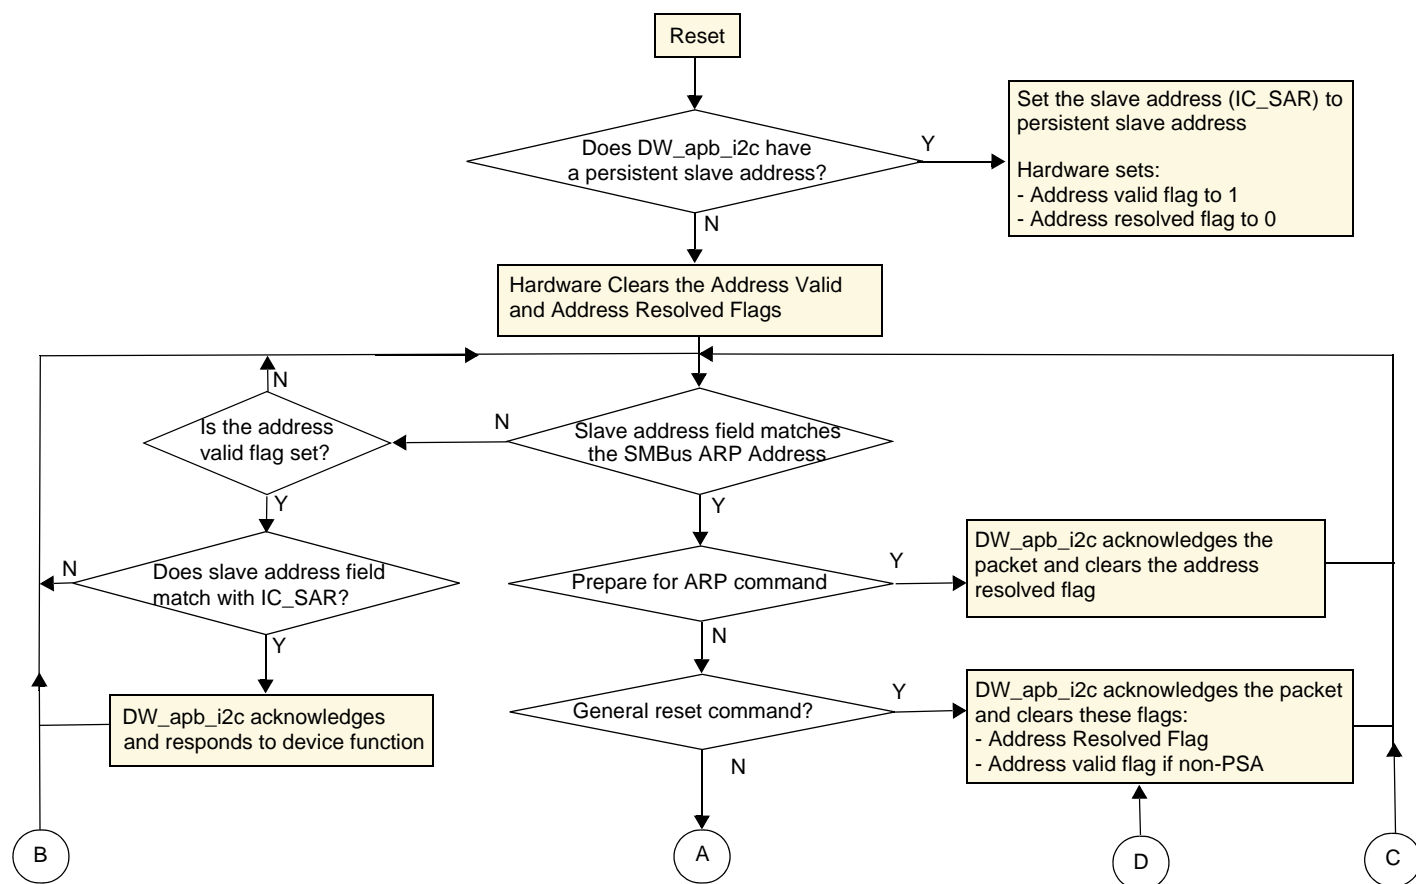 Reset
Does DW_apb_i2c have
a persistent slave address?
Y
Set the slave address (IC_SAR) to
persistent slave address
Hardware sets:
- Address valid flag to 1
- Address resolved flag to 0
N
Hardware Clears the Address Valid
and Address Resolved Flags
N
Is the address
valid flag set?
N
Slave address field matches
the SMBus ARP Address
Y
Y
N
Does slave address field
match with IC_SAR?
Prepare for ARP command
Y
DW_apb_i2c acknowledges the
packet and clears the address
resolved flag
Y
N
DW_apb_i2c acknowledges
and responds to device function
General reset command?
Y
DW_apb_i2c acknowledges the packet
and clears these flags:
- Address Resolved Flag
- Address valid flag if non-PSA
N
B
A
D
C